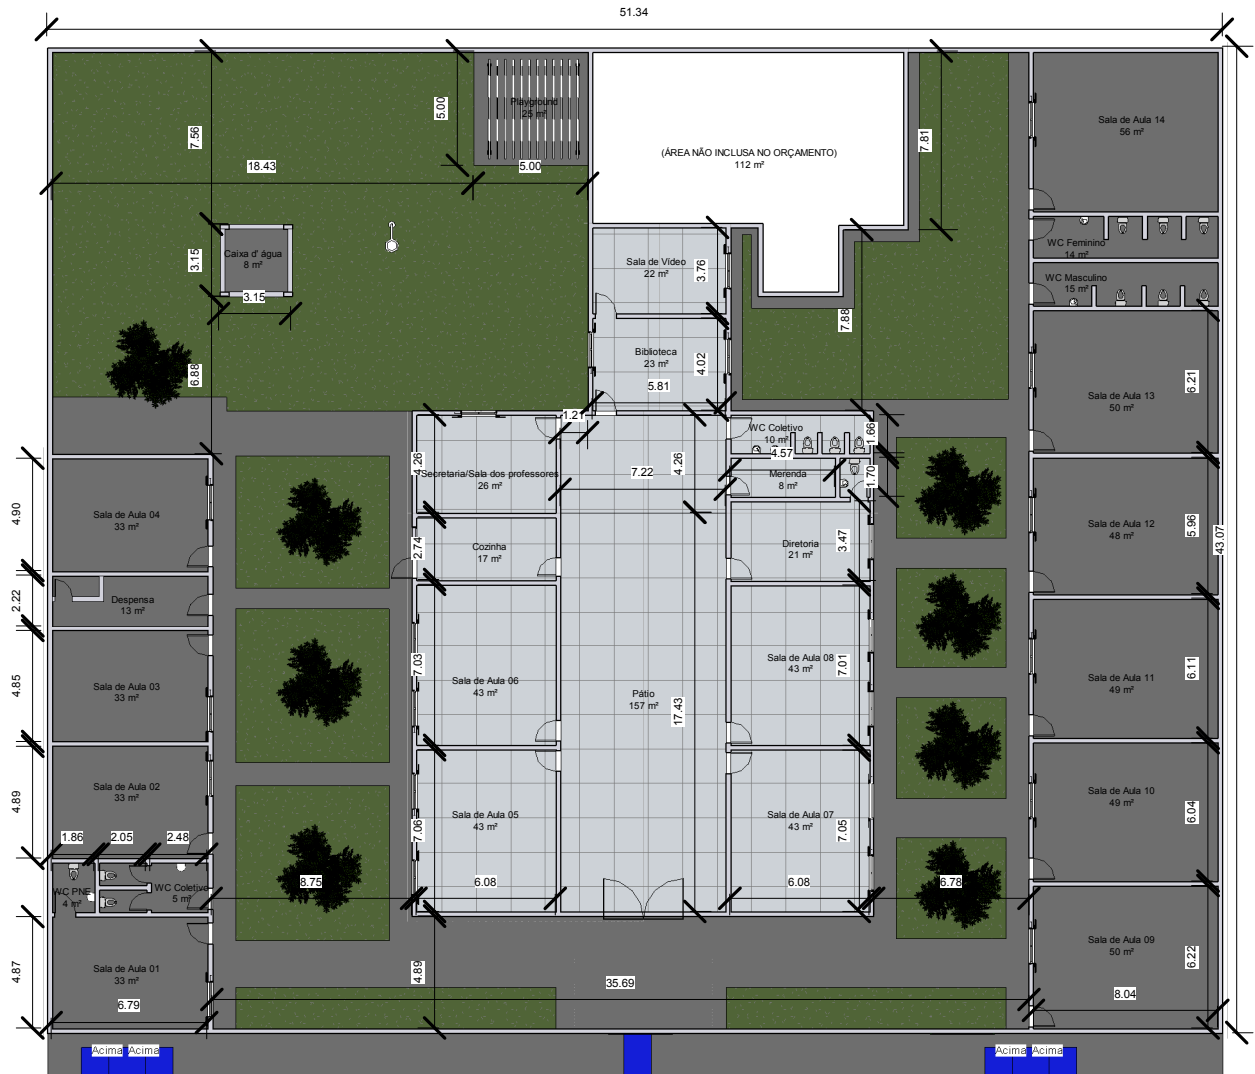 51.34
5.00
7.56
Playground
25 m²
18.43
5.00
(ÁREA NÃO INCLUSA NO ORÇAMENTO)
112 m²
7.81
Sala de Aula 14
56 m²
WC Feminino
14 m²
WC Masculino
15 m²
Caixa d' água
8 m²
3.15
3.15
Sala de Vídeo
22 m²
3.76
7.88
Biblioteca
23 m²
4.02
5.81
6.88
1.21
Sala de Aula 13
50 m²
6.21
WC Coletivo
10 m²
1.66
4.57
4.26
Secretaria/Sala dos professores
26 m²
7.22
4.26
Merenda
8 m²
1.70
4.90
Sala de Aula 04
33 m²
Cozinha
17 m²
2.74
Diretoria
21 m²
3.47
Sala de Aula 12
48 m²
5.96
43.07
2.22
Despensa
13 m²
4.85
Sala de Aula 03
33 m²
7.03
Sala de Aula 06
43 m²
Pátio
157 m²
17.43
Sala de Aula 08
43 m²
7.01
Sala de Aula 11
49 m²
6.11
4.89
Sala de Aula 02
33 m²
1.86
2.05
2.48
7.06
Sala de Aula 05
43 m²
Sala de Aula 07
43 m²
7.05
Sala de Aula 10
49 m²
6.04
WC PNE
4 m²
WC Coletivo
5 m²
8.75
6.08
6.08
6.78
4.87
Sala de Aula 01
33 m²
6.79
4.89
35.69
Sala de Aula 09
50 m²
6.22
8.04
Acima Acima
Acima Acima